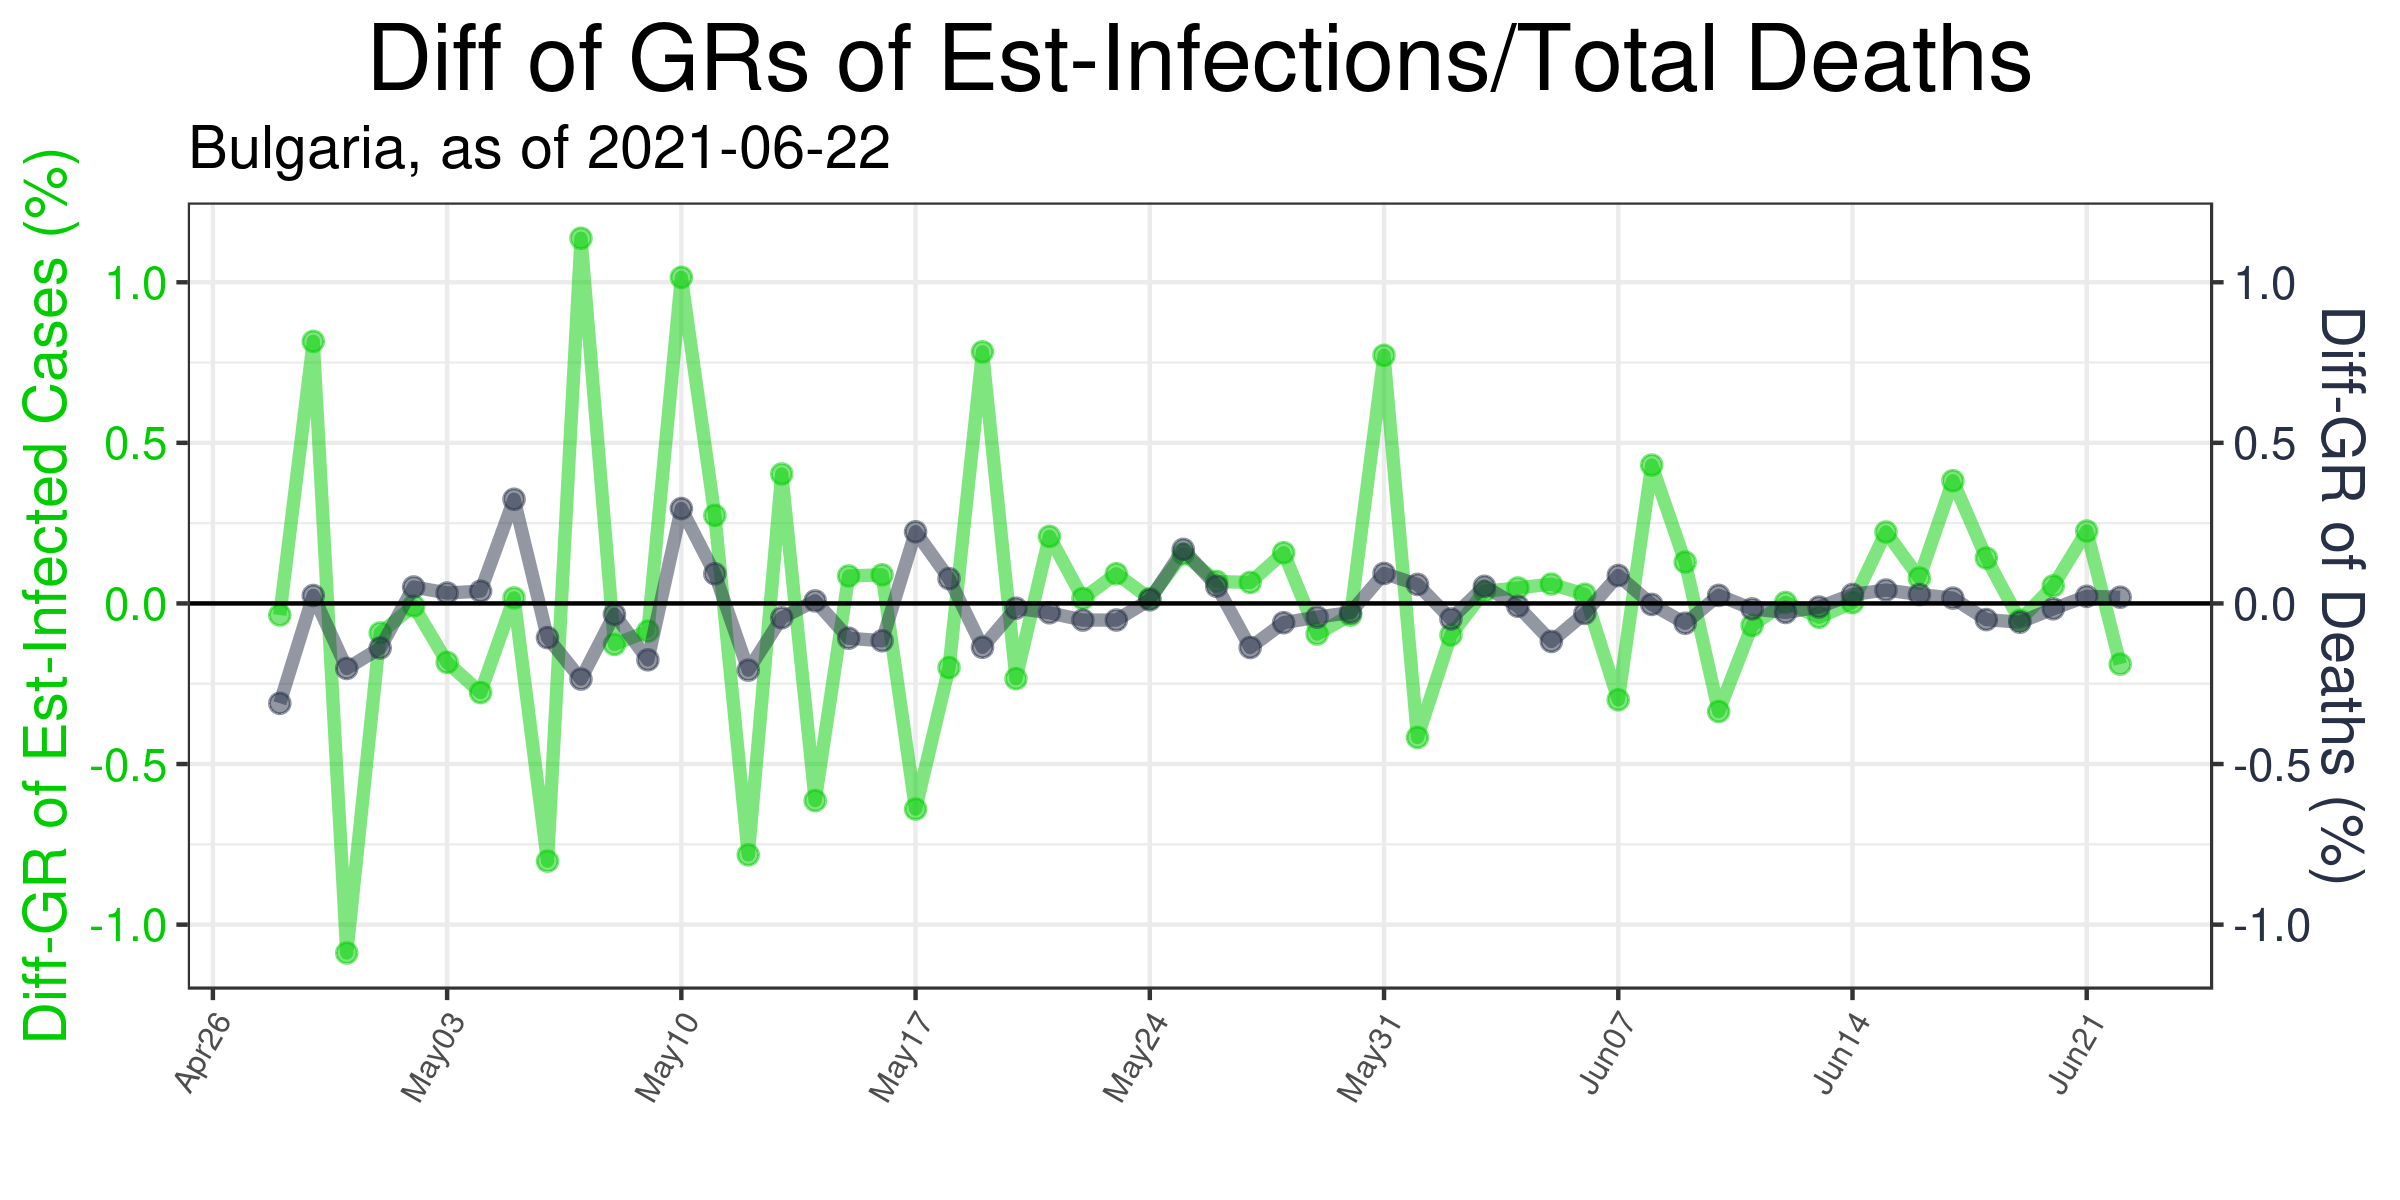 Diff of GRs of Est-Infections/Total Deaths
Bulgaria, as of 2021-06-22
Diff-GR of Est-Infected Cases (%)
1.0
0.5
0.0
-0.5
-1.0
1.0
0.5
0.0
-0.5
-1.0
Diff-GR of Deaths (%)
Apr26
May03
May10
May17
May24
May31
Jun07
Jun14
Jun21